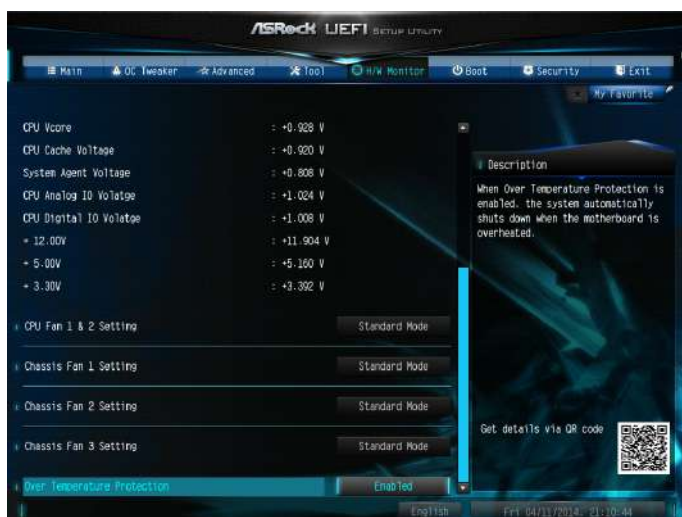 ASRock UEFI SETUP UTILITY
Main OC Tweaker Advanced Tool H/W Monitor Boot Security Exit
My Favorite
CPU Vcore : +0.928 V
CPU Cache Voltage : +0.920 V
System Agent Voltage : +0.808 V
CPU Analog IO Volatge : +1.024 V
CPU Digital IO Volatge : +1.008 V
+ 12.00V : +11.904 V
+ 5.00V : +5.160 V
+ 3.30V : +3.392 V
CPU Fan 1 & 2 Setting Standard Mode
Chassis Fan 1 Setting Standard Mode
Chassis Fan 2 Setting Standard Mode
Chassis Fan 3 Setting Standard Mode
Over Temperature Protection Enabled
Description
When Over Temperature Protection is
enabled. the system automatically
shuts down when the motherboard is
overheated.
Get details via QR code
English Fri 04/11/2014. 21:10:44